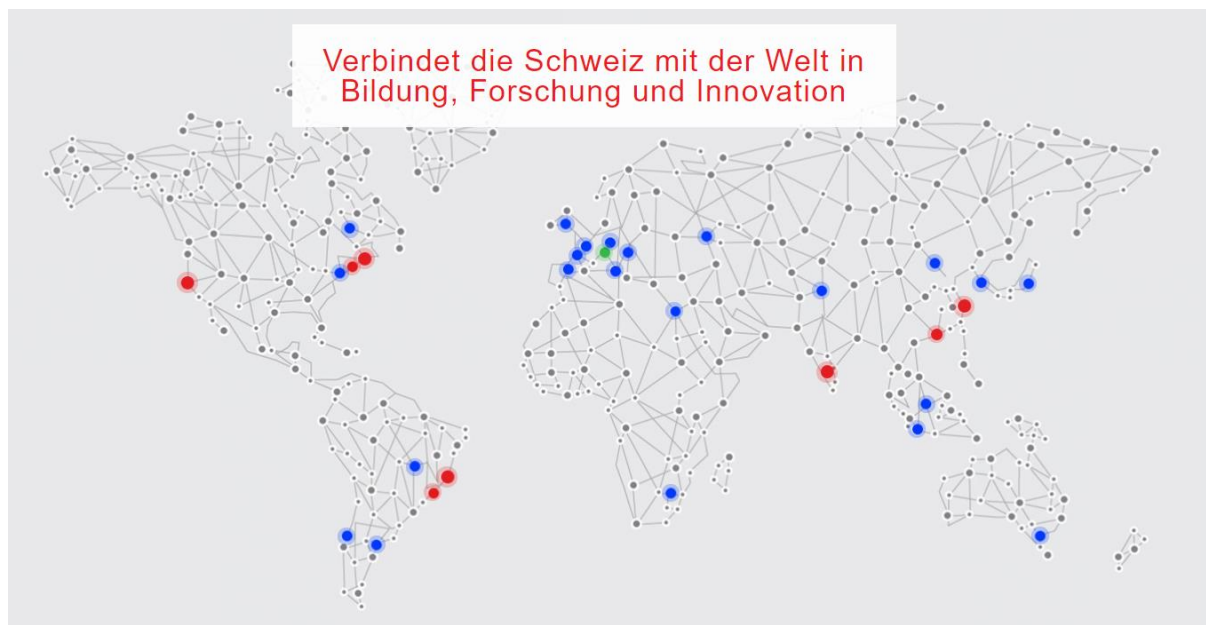 Verbindet die Schweiz mit der Welt in
Bildung, Forschung und Innovation